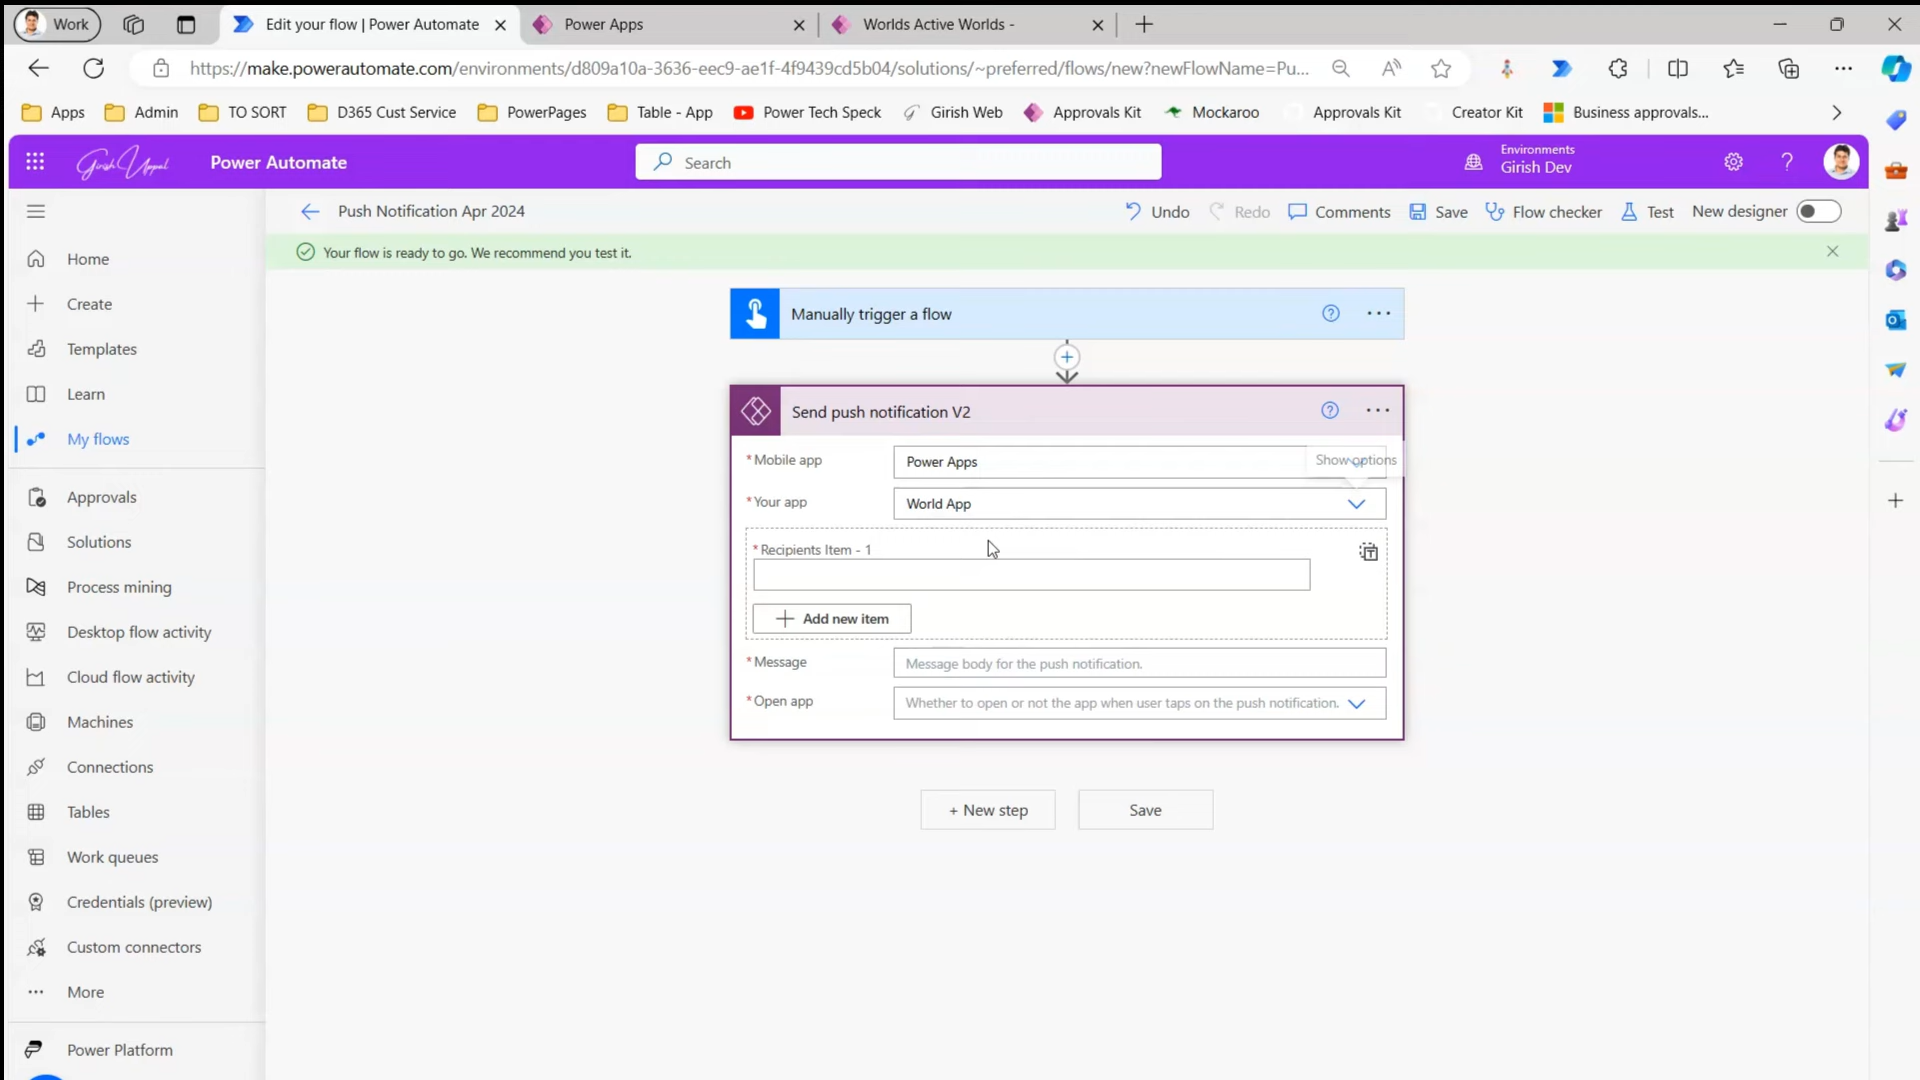 Work
Edit your flow | Power Automate
Power Apps
Worlds Active Worlds -
https://make.powerautomate.com/environments/d809a10a-3636-eec9-ae1f-4f9439cd5b04/solutions/~preferred/flows/new?newFlowName=Pu...
Apps
Admin
TO SORT
D365 Cust Service
PowerPages
Table - App
Power Tech Speck
Girish Web
Approvals Kit
Mockaroo
Approvals Kit
Creator Kit
Business approvals...
Girish Uppal
Power Automate
Search
Environments
Girish Dev
Push Notification Apr 2024
Undo
Redo
Comments
Save
Flow checker
Test
New designer
Your flow is ready to go. We recommend you test it.
Home
Create
Templates
Learn
My flows
Approvals
Solutions
Process mining
Desktop flow activity
Cloud flow activity
Machines
Connections
Tables
Work queues
Credentials (preview)
Custom connectors
More
Power Platform
Manually trigger a flow
Send push notification V2
* Mobile app
Power Apps
Show options
* Your app
World App
* Recipients Item - 1
Add new item
* Message
Message body for the push notification.
* Open app
Whether to open or not the app when user taps on the push notification.
+ New step
Save